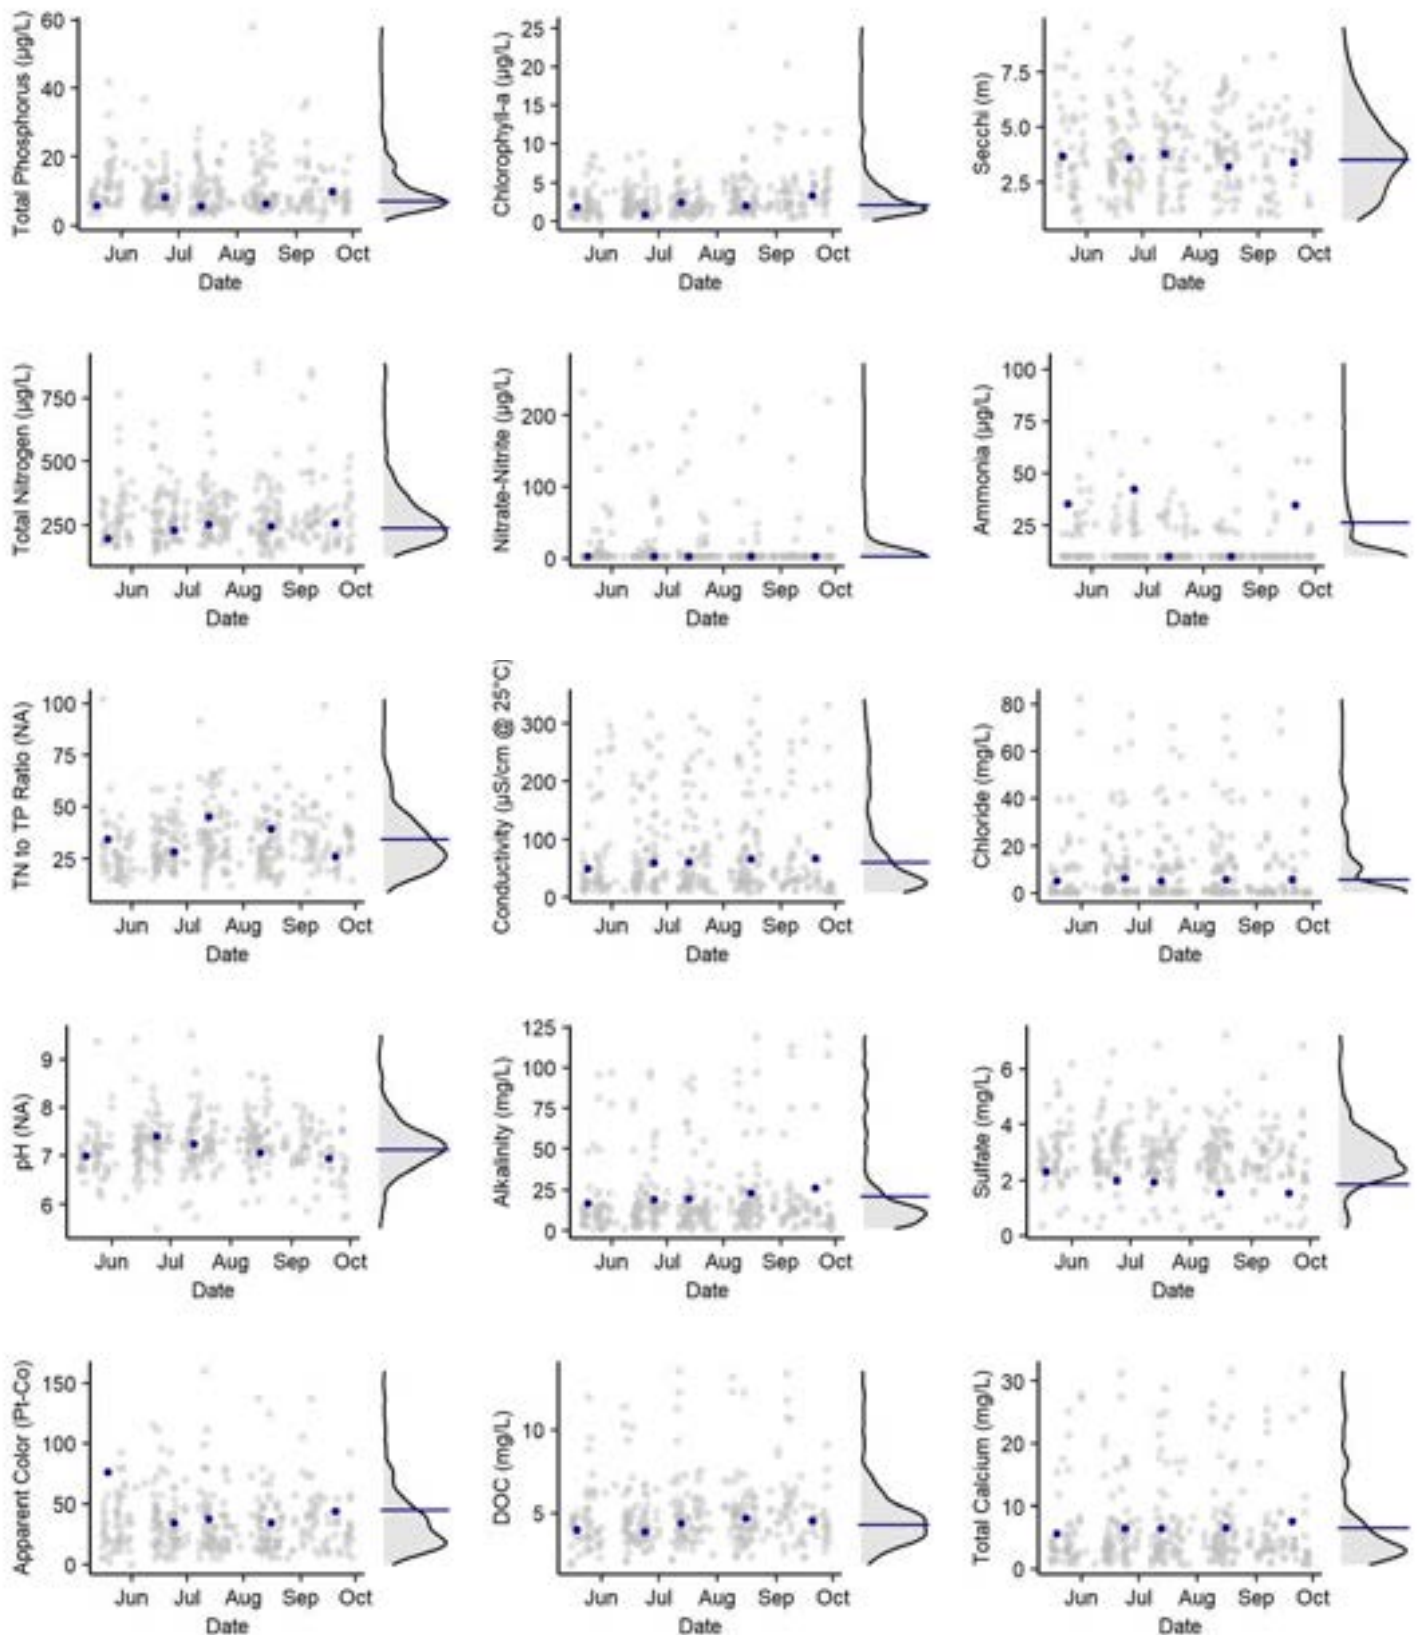 Total Phosphorus (µg/L)
60
40
20
0
Jun Jul Aug Sep Oct
Date
Chlorophyll-a (µg/L)
25
20
15
10
5
0
Jun Jul Aug Sep Oct
Date
Secchi (m)
7.5
5.0
2.5
Jun Jul Aug Sep Oct
Date
Total Nitrogen (µg/L)
750
500
250
Jun Jul Aug Sep Oct
Date
Nitrate-Nitrite (µg/L)
200
100
0
Jun Jul Aug Sep Oct
Date
Ammonia (µg/L)
100
75
50
25
Jun Jul Aug Sep Oct
Date
TN to TP Ratio (NA)
100
75
50
25
Jun Jul Aug Sep Oct
Date
Conductivity (µS/cm @ 25°C)
300
200
100
0
Jun Jul Aug Sep Oct
Date
Chloride (mg/L)
80
60
40
20
0
Jun Jul Aug Sep Oct
Date
pH (NA)
9
8
7
6
Jun Jul Aug Sep Oct
Date
Alkalinity (mg/L)
125
100
75
50
25
0
Jun Jul Aug Sep Oct
Date
Sulfate (mg/L)
6
4
2
0
Jun Jul Aug Sep Oct
Date
Apparent Color (Pt-Co)
150
100
50
0
Jun Jul Aug Sep Oct
Date
DOC (mg/L)
10
5
Jun Jul Aug Sep Oct
Date
Total Calcium (mg/L)
30
20
10
0
Jun Jul Aug Sep Oct
Date